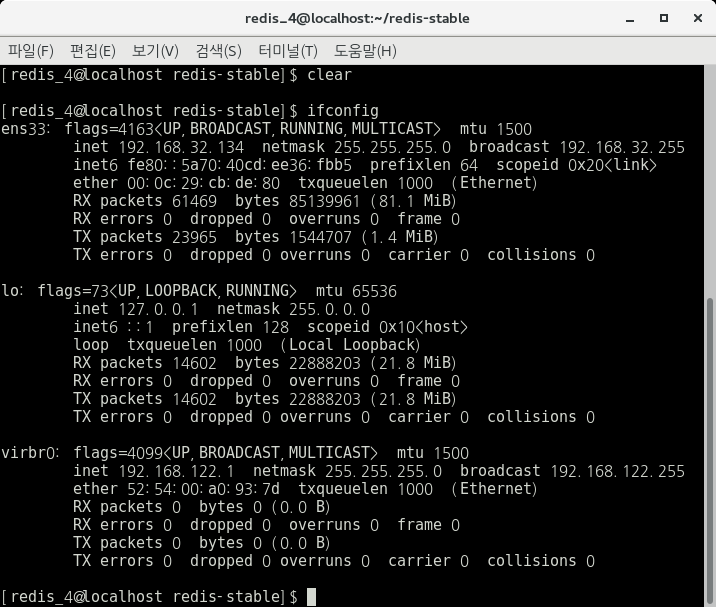 redis_4@localhost:~/redis-stable
파일(F) 편집(E) 보기(V) 검색(S) 터미널(T) 도움말(H)
[redis_4@localhost redis-stable]$ clear
[redis_4@localhost redis-stable]$ ifconfig
ens33: flags=4163<UP,BROADCAST,RUNNING,MULTICAST>  mtu 1500
        inet 192.168.32.134  netmask 255.255.255.0  broadcast 192.168.32.255
        inet6 fe80::5a70:40cd:ee36:fbb5  prefixlen 64  scopeid 0x20<link>
        ether 00:0c:29:cb:de:80  txqueuelen 1000  (Ethernet)
        RX packets 61469  bytes 85139961 (81.1 MiB)
        RX errors 0  dropped 0  overruns 0  frame 0
        TX packets 23965  bytes 1544707 (1.4 MiB)
        TX errors 0  dropped 0 overruns 0  carrier 0  collisions 0
lo: flags=73<UP,LOOPBACK,RUNNING>  mtu 65536
        inet 127.0.0.1  netmask 255.0.0.0
        inet6 ::1  prefixlen 128  scopeid 0x10<host>
        loop  txqueuelen 1000  (Local Loopback)
        RX packets 14602  bytes 22888203 (21.8 MiB)
        RX errors 0  dropped 0  overruns 0  frame 0
        TX packets 14602  bytes 22888203 (21.8 MiB)
        TX errors 0  dropped 0 overruns 0  carrier 0  collisions 0
virbr0: flags=4099<UP,BROADCAST,MULTICAST>  mtu 1500
        inet 192.168.122.1  netmask 255.255.255.0  broadcast 192.168.122.255
        ether 52:54:00:a0:93:7d  txqueuelen 1000  (Ethernet)
        RX packets 0  bytes 0 (0.0 B)
        RX errors 0  dropped 0  overruns 0  frame 0
        TX packets 0  bytes 0 (0.0 B)
        TX errors 0  dropped 0 overruns 0  carrier 0  collisions 0
[redis_4@localhost redis-stable]$